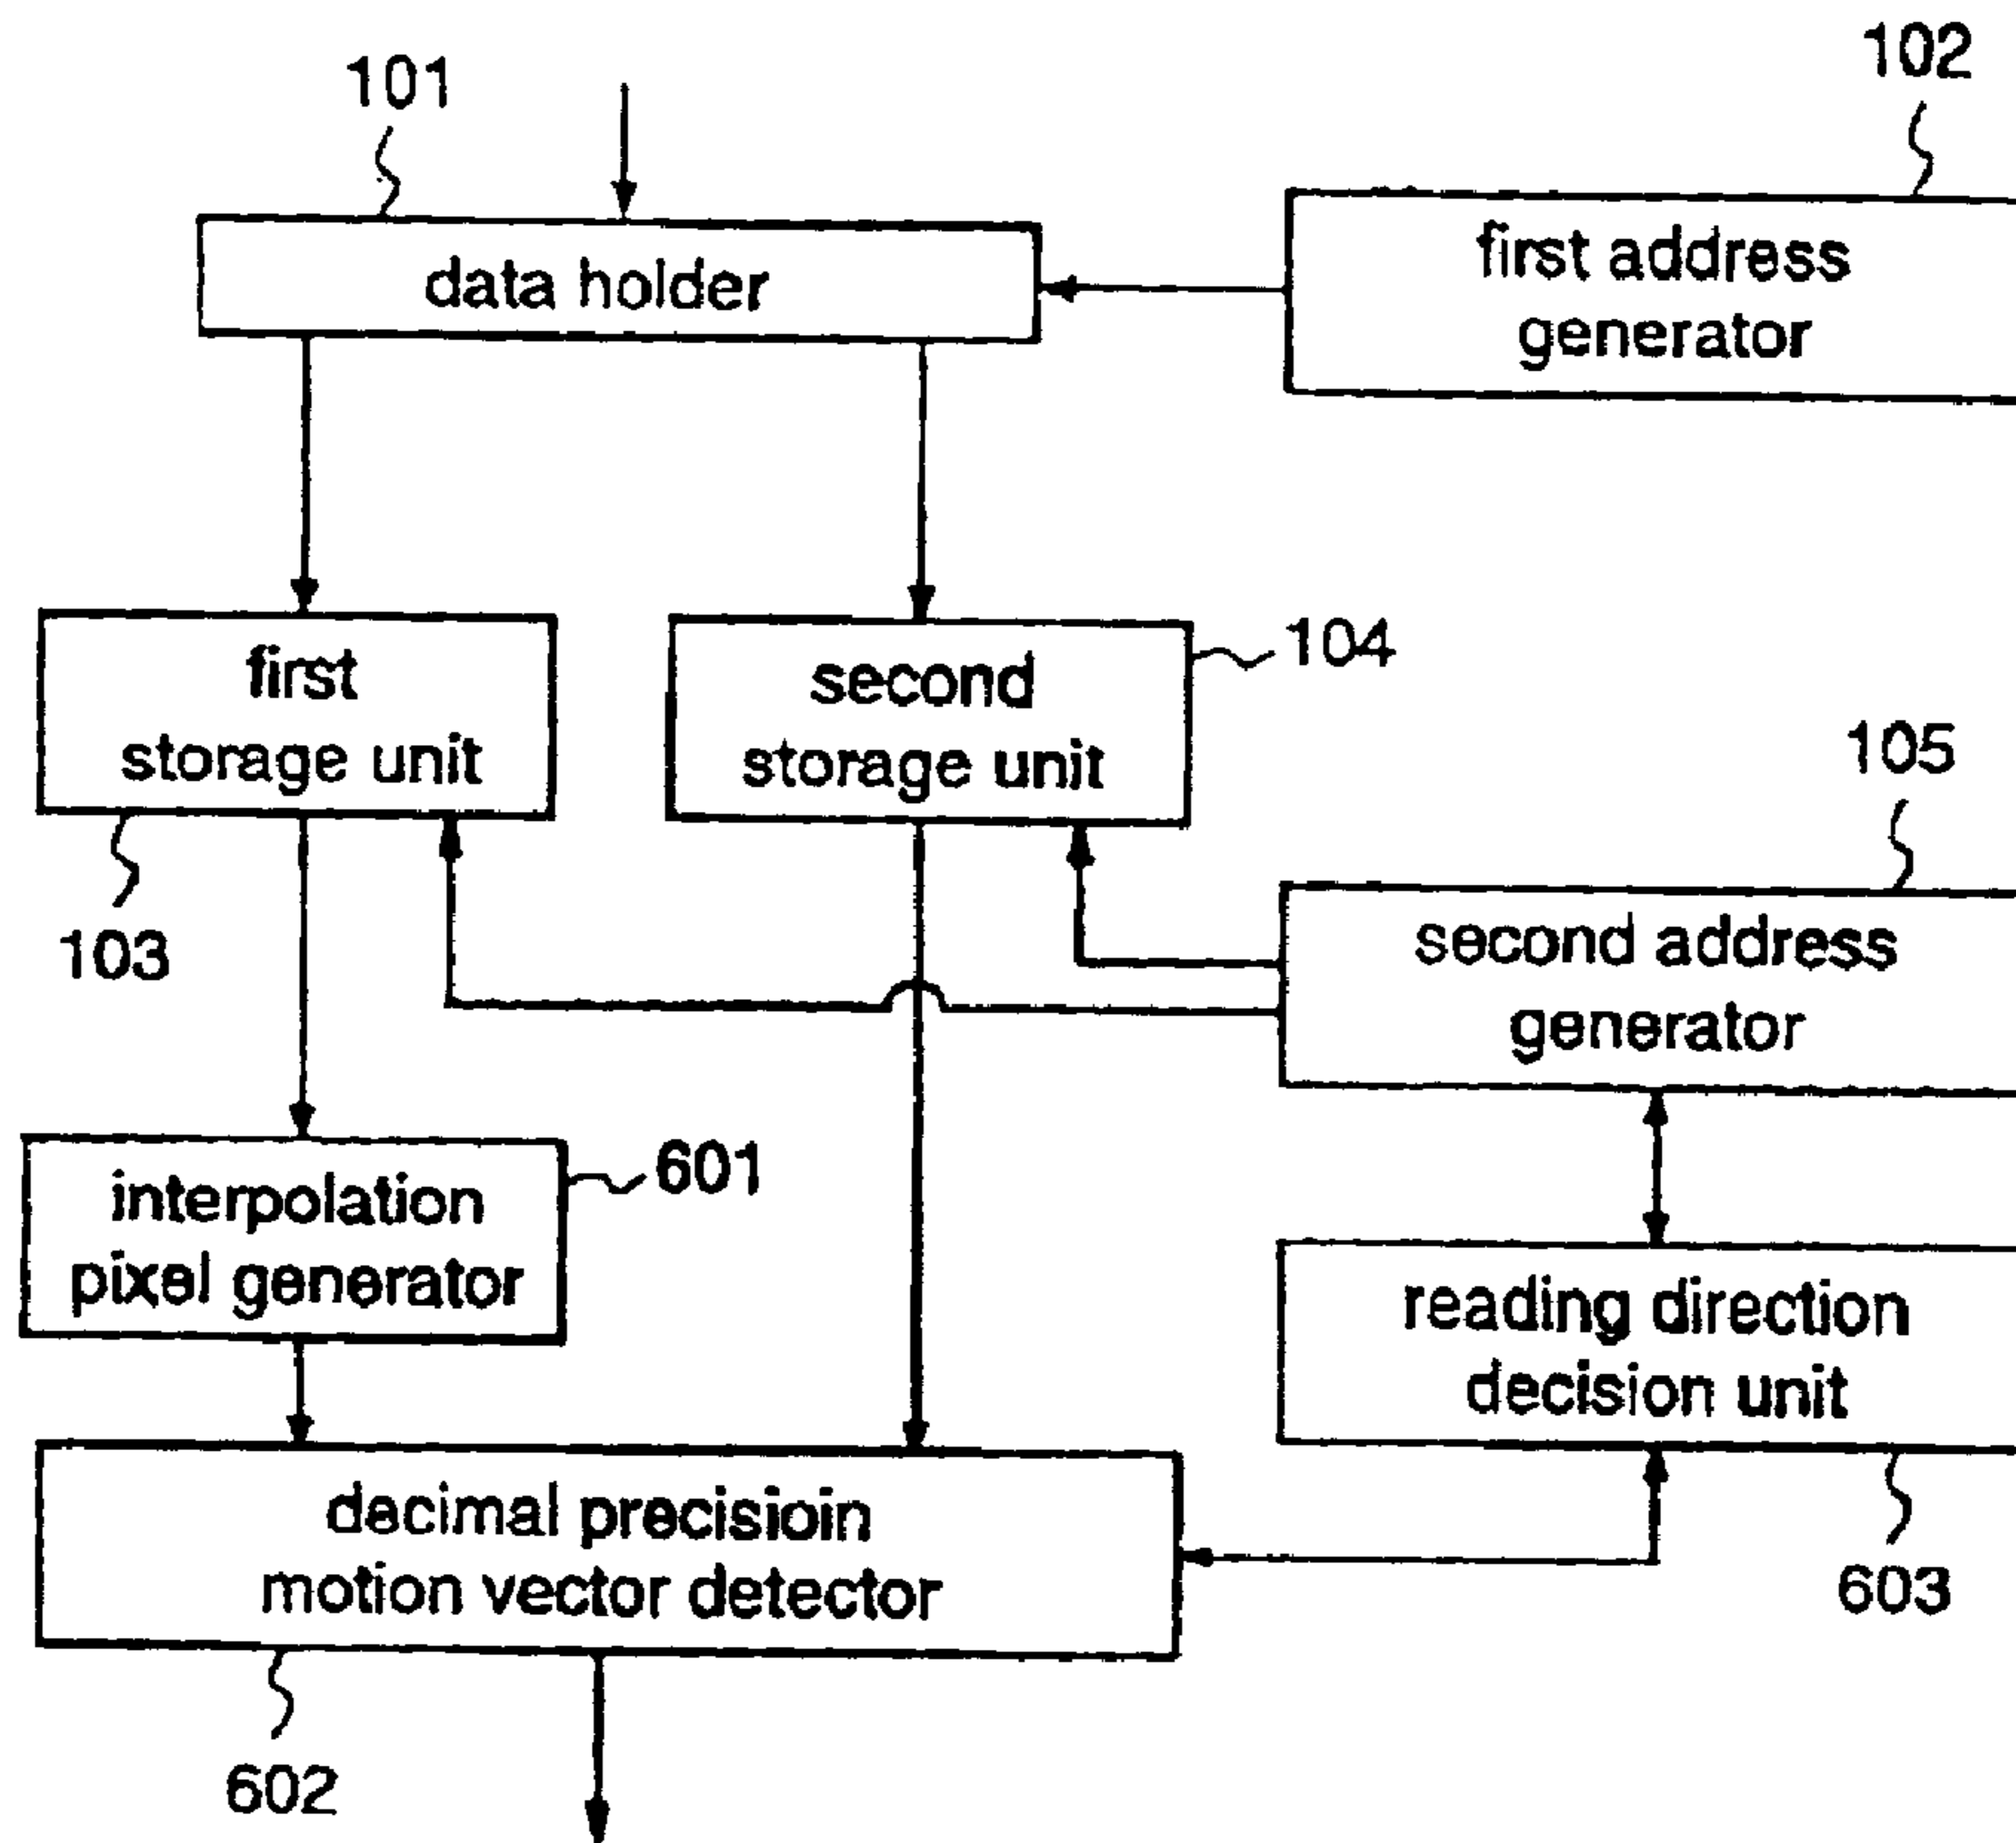 101
102
data holder
first address
generator
first
storage unit
second
storage unit
104
105
103
second address
generator
interpolation
pixel generator
601
reading direction
decision unit
decimal precisioin
motion vector detector
603
602